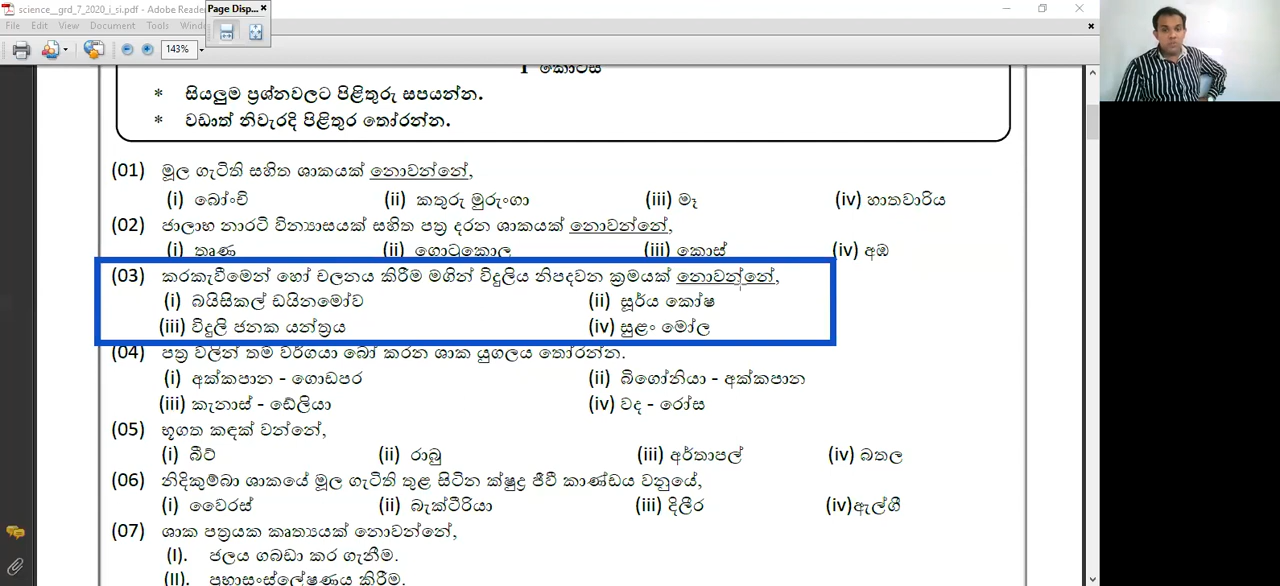 science_grd_7_2020_i_si.pdf - Adobe Reader
Page Disp...
File Edit View Document Tools Window
143%
I කොටස
* සියලුම ප්‍රශ්නවලට පිළිතුරු සපයන්න.
* වඩාත් නිවැරදි පිළිතුර තෝරන්න.
(01) මූල ගැටිති සහිත ශාකයක් නොවන්නේ,
(i) බෝංචි (ii) කතුරු මුරුංගා (iii) මෑ (iv) හාතවාරිය
(02) ජාලාභ නාරටි වින්‍යාසයක් සහිත පත්‍ර දරන ශාකයක් නොවන්නේ,
(i) තෘණ (ii) ගොටුකොල (iii) කොස් (iv) අඹ
(03) කරකැවීමෙන් හෝ චලනය කිරීම මගින් විදුලිය නිපදවන ක්‍රමයක් නොවන්නේ,
(i) බයිසිකල් ඩයිනමෝව (ii) සූර්ය කෝෂ
(iii) විදුලි ජනක යන්ත්‍රය (iv) සුළං මෝල
(04) පත්‍ර වලින් තම වර්ගයා බෝ කරන ශාක යුගලය තෝරන්න.
(i) අක්කපාන - ගොඩපර (ii) බිගෝනියා - අක්කපාන
(iii) කැනාස් - ඩේලියා (iv) වද - රෝස
(05) භූගත කඳක් වන්නේ,
(i) බීට් (ii) රාබු (iii) අර්තාපල් (iv) බතල
(06) නිදිකුම්බා ශාකයේ මූල ගැටිති තුළ සිටින ක්ෂුද්‍ර ජීවී කාණ්ඩය වනුයේ,
(i) වෛරස් (ii) බැක්ටීරියා (iii) දිලීර (iv)ඇල්ගී
(07) ශාක පත්‍රයක කෘත්‍යයක් නොවන්නේ,
(I). ජලය ගබඩා කර ගැනීම.
(II). ප්‍රභාසංස්ලේෂණය කිරීම.